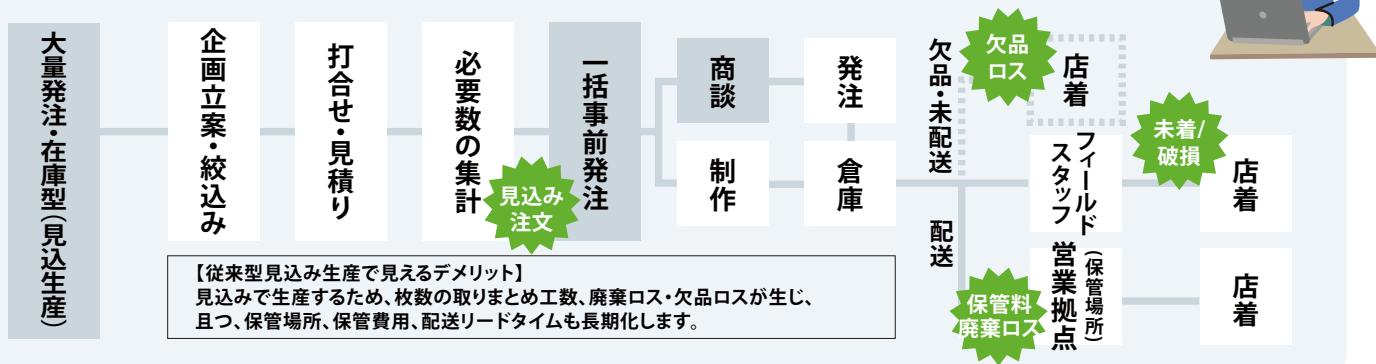 大量発注・在庫型(見込生産)
企画立案・絞込み
打合せ・見積り
必要数の集計
見込み
注文
一括事前発注
商談
制作
発注
倉庫
欠品・未配送
配送
欠品
ロス
店着
フィールド
スタッフ
未着/
破損
店着
保管料
廃棄ロス
(保管場所)
営業拠点
店着
【従来型見込み生産で見えるデメリット】
見込みで生産するため、枚数の取りまとめ工数、廃棄ロス・欠品ロスが生じ、
且つ、保管場所、保管費用、配送リードタイムも長期化します。